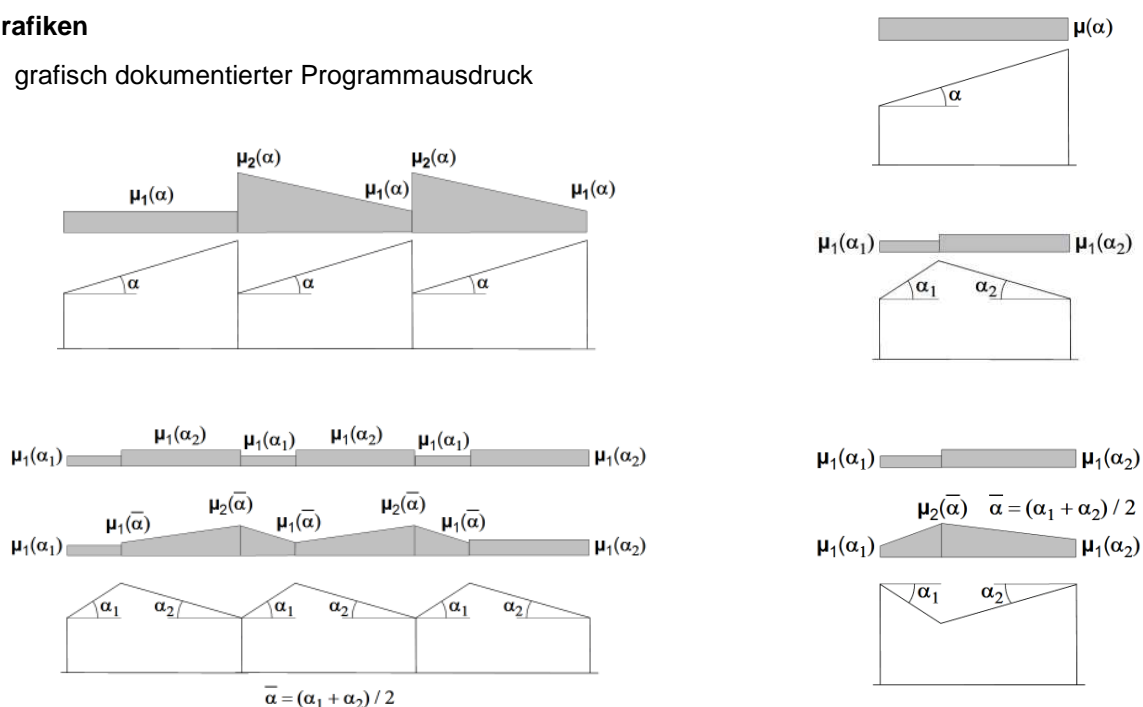 rafiken
grafisch dokumentierter Programmausdruck
μ(α)
α
μ₂(α) μ₂(α)
μ₁(α) μ₁(α) μ₁(α)
α α α
μ₁(α₁) μ₁(α₂)
α₁ α₂
μ₁(α₂) μ₁(α₁) μ₁(α₂) μ₁(α₁)
μ₁(α₁) μ₁(α₂)
μ₂(ᾱ) μ₂(ᾱ)
μ₁(ᾱ) μ₁(ᾱ) μ₁(ᾱ)
μ₁(α₁) μ₁(α₂)
α₁ α₂ α₁ α₂ α₁ α₂
ᾱ = (α₁ + α₂) / 2
μ₁(α₁) μ₁(α₂)
μ₂(ᾱ) ᾱ = (α₁ + α₂) / 2
μ₁(α₁) μ₁(α₂)
α₁ α₂